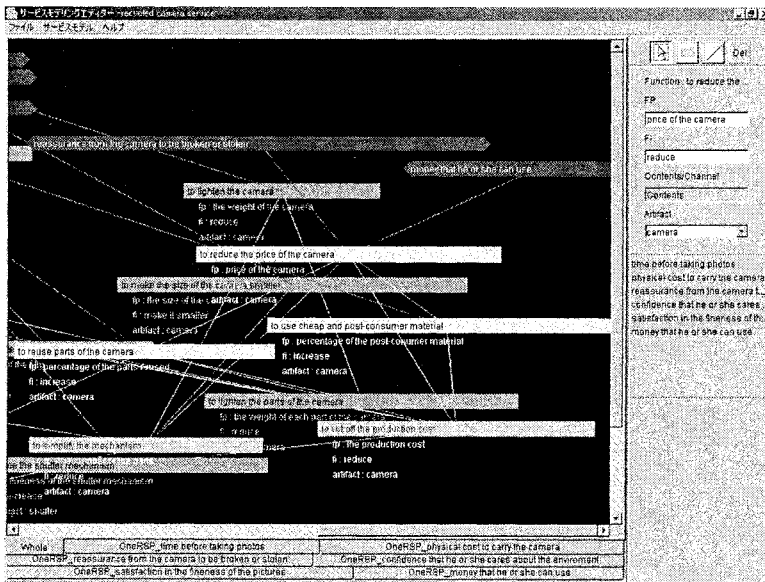 サービスモデリングエディター - recycled camera service
ファイル サービスモデル ヘルプ
Del
Function : to reduce the
FP
price of the camera
reduce
Contents/Channel
Contents
Artifact
camera
time before taking photos
physical cost to carry the camera
reassurance from the camera t...
confidence that he or she cares
satisfaction in the fineness of the
money that he or she can use
reassurance from the camera to be broken or stolen
money that he or she can use
to lighten the camera
fp : the weight of the camera
fi : reduce
artifact : camera
to reduce the price of the camera
fp : price of the camera
to make the size of the camera smaller
fp : the size of the
artifact : camera
fi : make it smaller
artifact : camera
to use cheap and post-consumer material
fp : percentage of the post-conumer material
fi : increase
artifact : camera
to reuse parts of the camera
fp : percentage of the parts reused
fi : increase
artifact : camera
to lighten the parts of the camera
fp : the weight of each part of the
fi : reduce
to cut off the production cost
fp : the production cost
fi : reduce
artifact : camera
to simplify the mechanism
the shutter mechanism
fineness of the shutter mechanism
fi : reduce
artifact : camera
smaller
Whole
OneRSP_time before taking photos
OneRSP_physical cost to carry the camera
OneRSP_reassurance from the camera to be broken or stolen
OneRSP_confidence that he or she cares about the enviroment
OneRSP_satisfaction in the fineness of the pictures
OneRSP_money that he or she can use